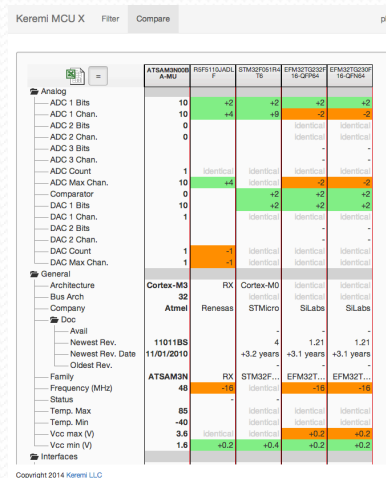 Keremi MCU X Filter Compare
= ATSAM3N00B R5F5110JADL STM32F051R4 EFM32TG232F EFM32TG230F
A-MU F T6 16-QFP64 16-QFN64
Analog
ADC 1 Bits 10 +2 +2 +2 +2
ADC 1 Chan. 10 +4 +9 -2 -2
ADC 2 Bits 0 Identical Identical
ADC 2 Chan. 0 Identical Identical
ADC 3 Bits - -
ADC 3 Chan. - -
ADC Count 1 Identical Identical Identical Identical
ADC Max Chan. 10 +4 Identical -2 -2
Comparator 0 +2 +2 +2
DAC 1 Bits 10 +2 +2 +2
DAC 1 Chan. 1 Identical Identical Identical
DAC 2 Bits - -
DAC 2 Chan. - -
DAC Count 1 -1 Identical Identical Identical
DAC Max Chan. 1 -1 Identical Identical Identical
General
Architecture Cortex-M3 RX Cortex-M0 Identical Identical
Bus Arch 32 Identical Identical Identical Identical
Company Atmel Renesas STMicro SiLabs SiLabs
Doc
Avail - -
Newest Rev. 11011BS 4 1.21 1.21
Newest Rev. Date 11/01/2010 +3.2 years +3.1 years +3.1 years
Oldest Rev. - -
Family ATSAM3N RX STM32F... EFM32T... EFM32T...
Frequency (MHz) 48 -16 Identical -16 -16
Status - -
Temp. Max 85 Identical Identical Identical
Temp. Min -40 Identical Identical Identical
Vcc max (V) 3.6 Identical Identical +0.2 +0.2
Vcc min (V) 1.6 +0.2 +0.4 +0.2 +0.2
Interfaces
Copyright 2014 Keremi LLC